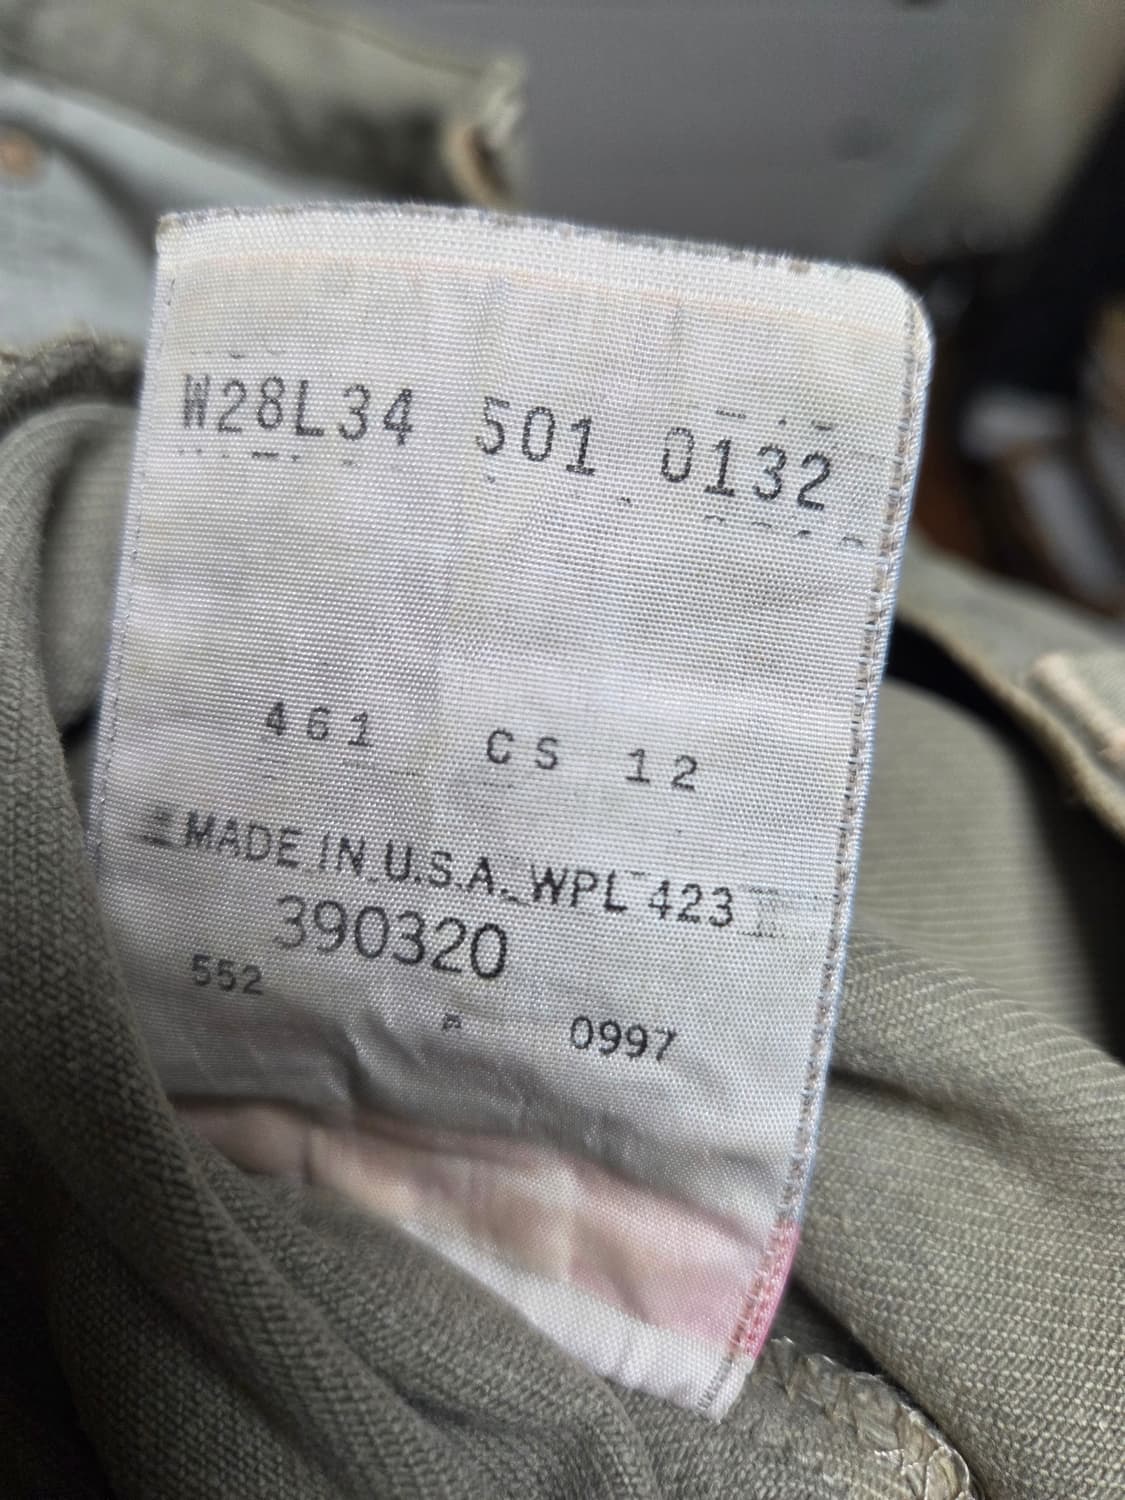 W28L34 501 0132
461 CS 12
MADE IN U.S.A. WPL 423
390320
552 P 0997